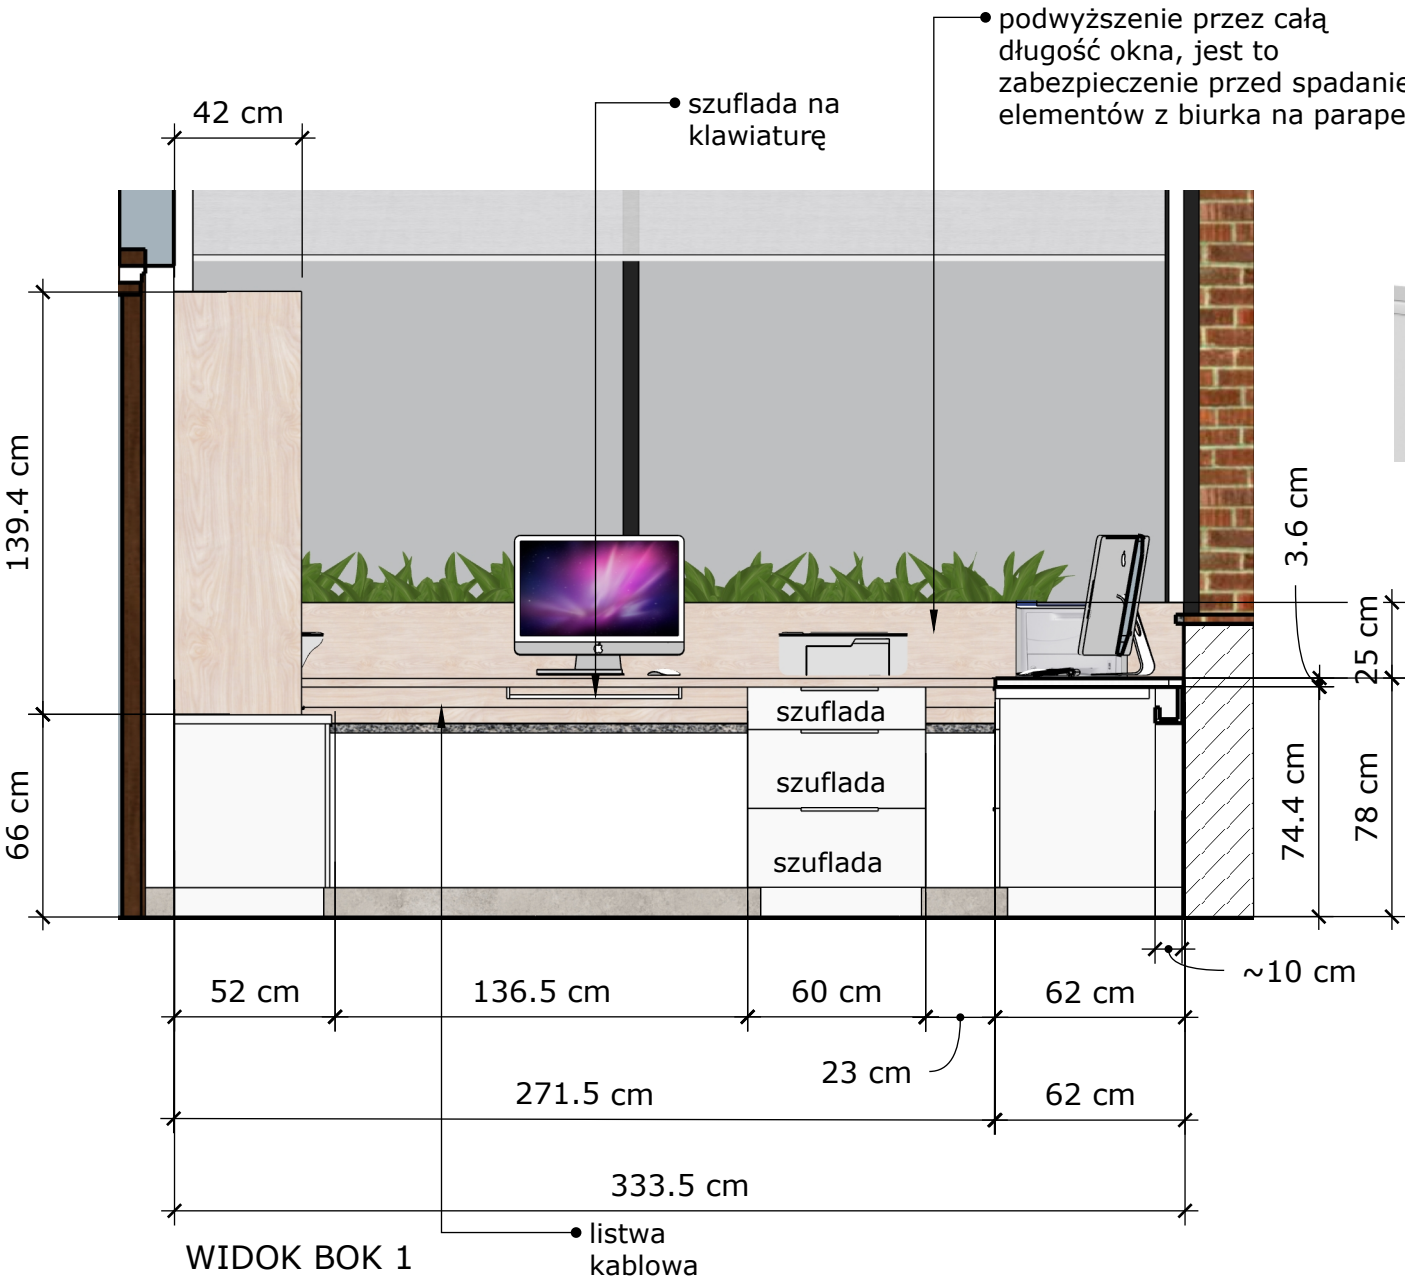 podwyższenie przez całą
długość okna, jest to
zabezpieczenie przed spadanie
elementów z biurka na parape
szuflada na
klawiaturę
42 cm
139.4 cm
66 cm
3.6 cm
25 cm
74.4 cm
78 cm
szuflada
szuflada
szuflada
~10 cm
52 cm
136.5 cm
60 cm
62 cm
23 cm
271.5 cm
62 cm
333.5 cm
listwa
kablowa
WIDOK BOK 1